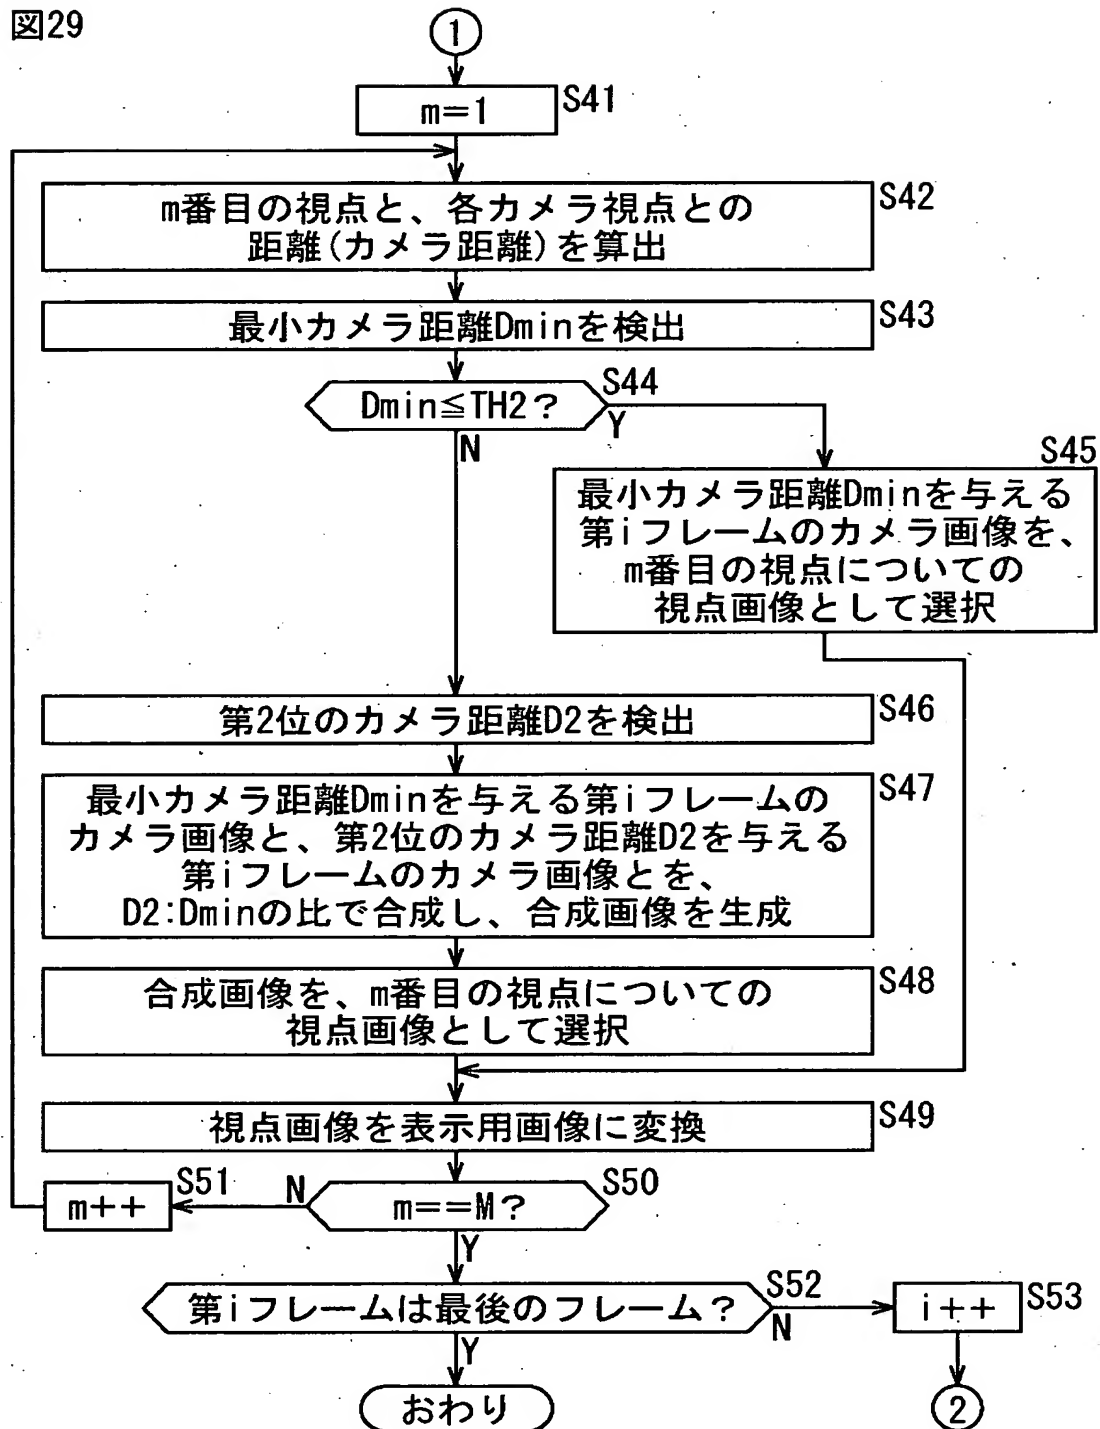 図29
1
m=1
S41
m番目の視点と、各カメラ視点との
距離(カメラ距離)を算出
S42
最小カメラ距離Dminを検出
S43
Dmin≦TH2?
S44
Y
N
S45
最小カメラ距離Dminを与える
第iフレームのカメラ画像を、
m番目の視点についての
視点画像として選択
第2位のカメラ距離D2を検出
S46
最小カメラ距離Dminを与える第iフレームの
カメラ画像と、第2位のカメラ距離D2を与える
第iフレームのカメラ画像とを、
D2:Dminの比で合成し、合成画像を生成
S47
合成画像を、m番目の視点についての
視点画像として選択
S48
視点画像を表示用画像に変換
S49
m++
S51
N
m==M?
S50
Y
第iフレームは最後のフレーム?
S52
N
i++
S53
Y
おわり
2